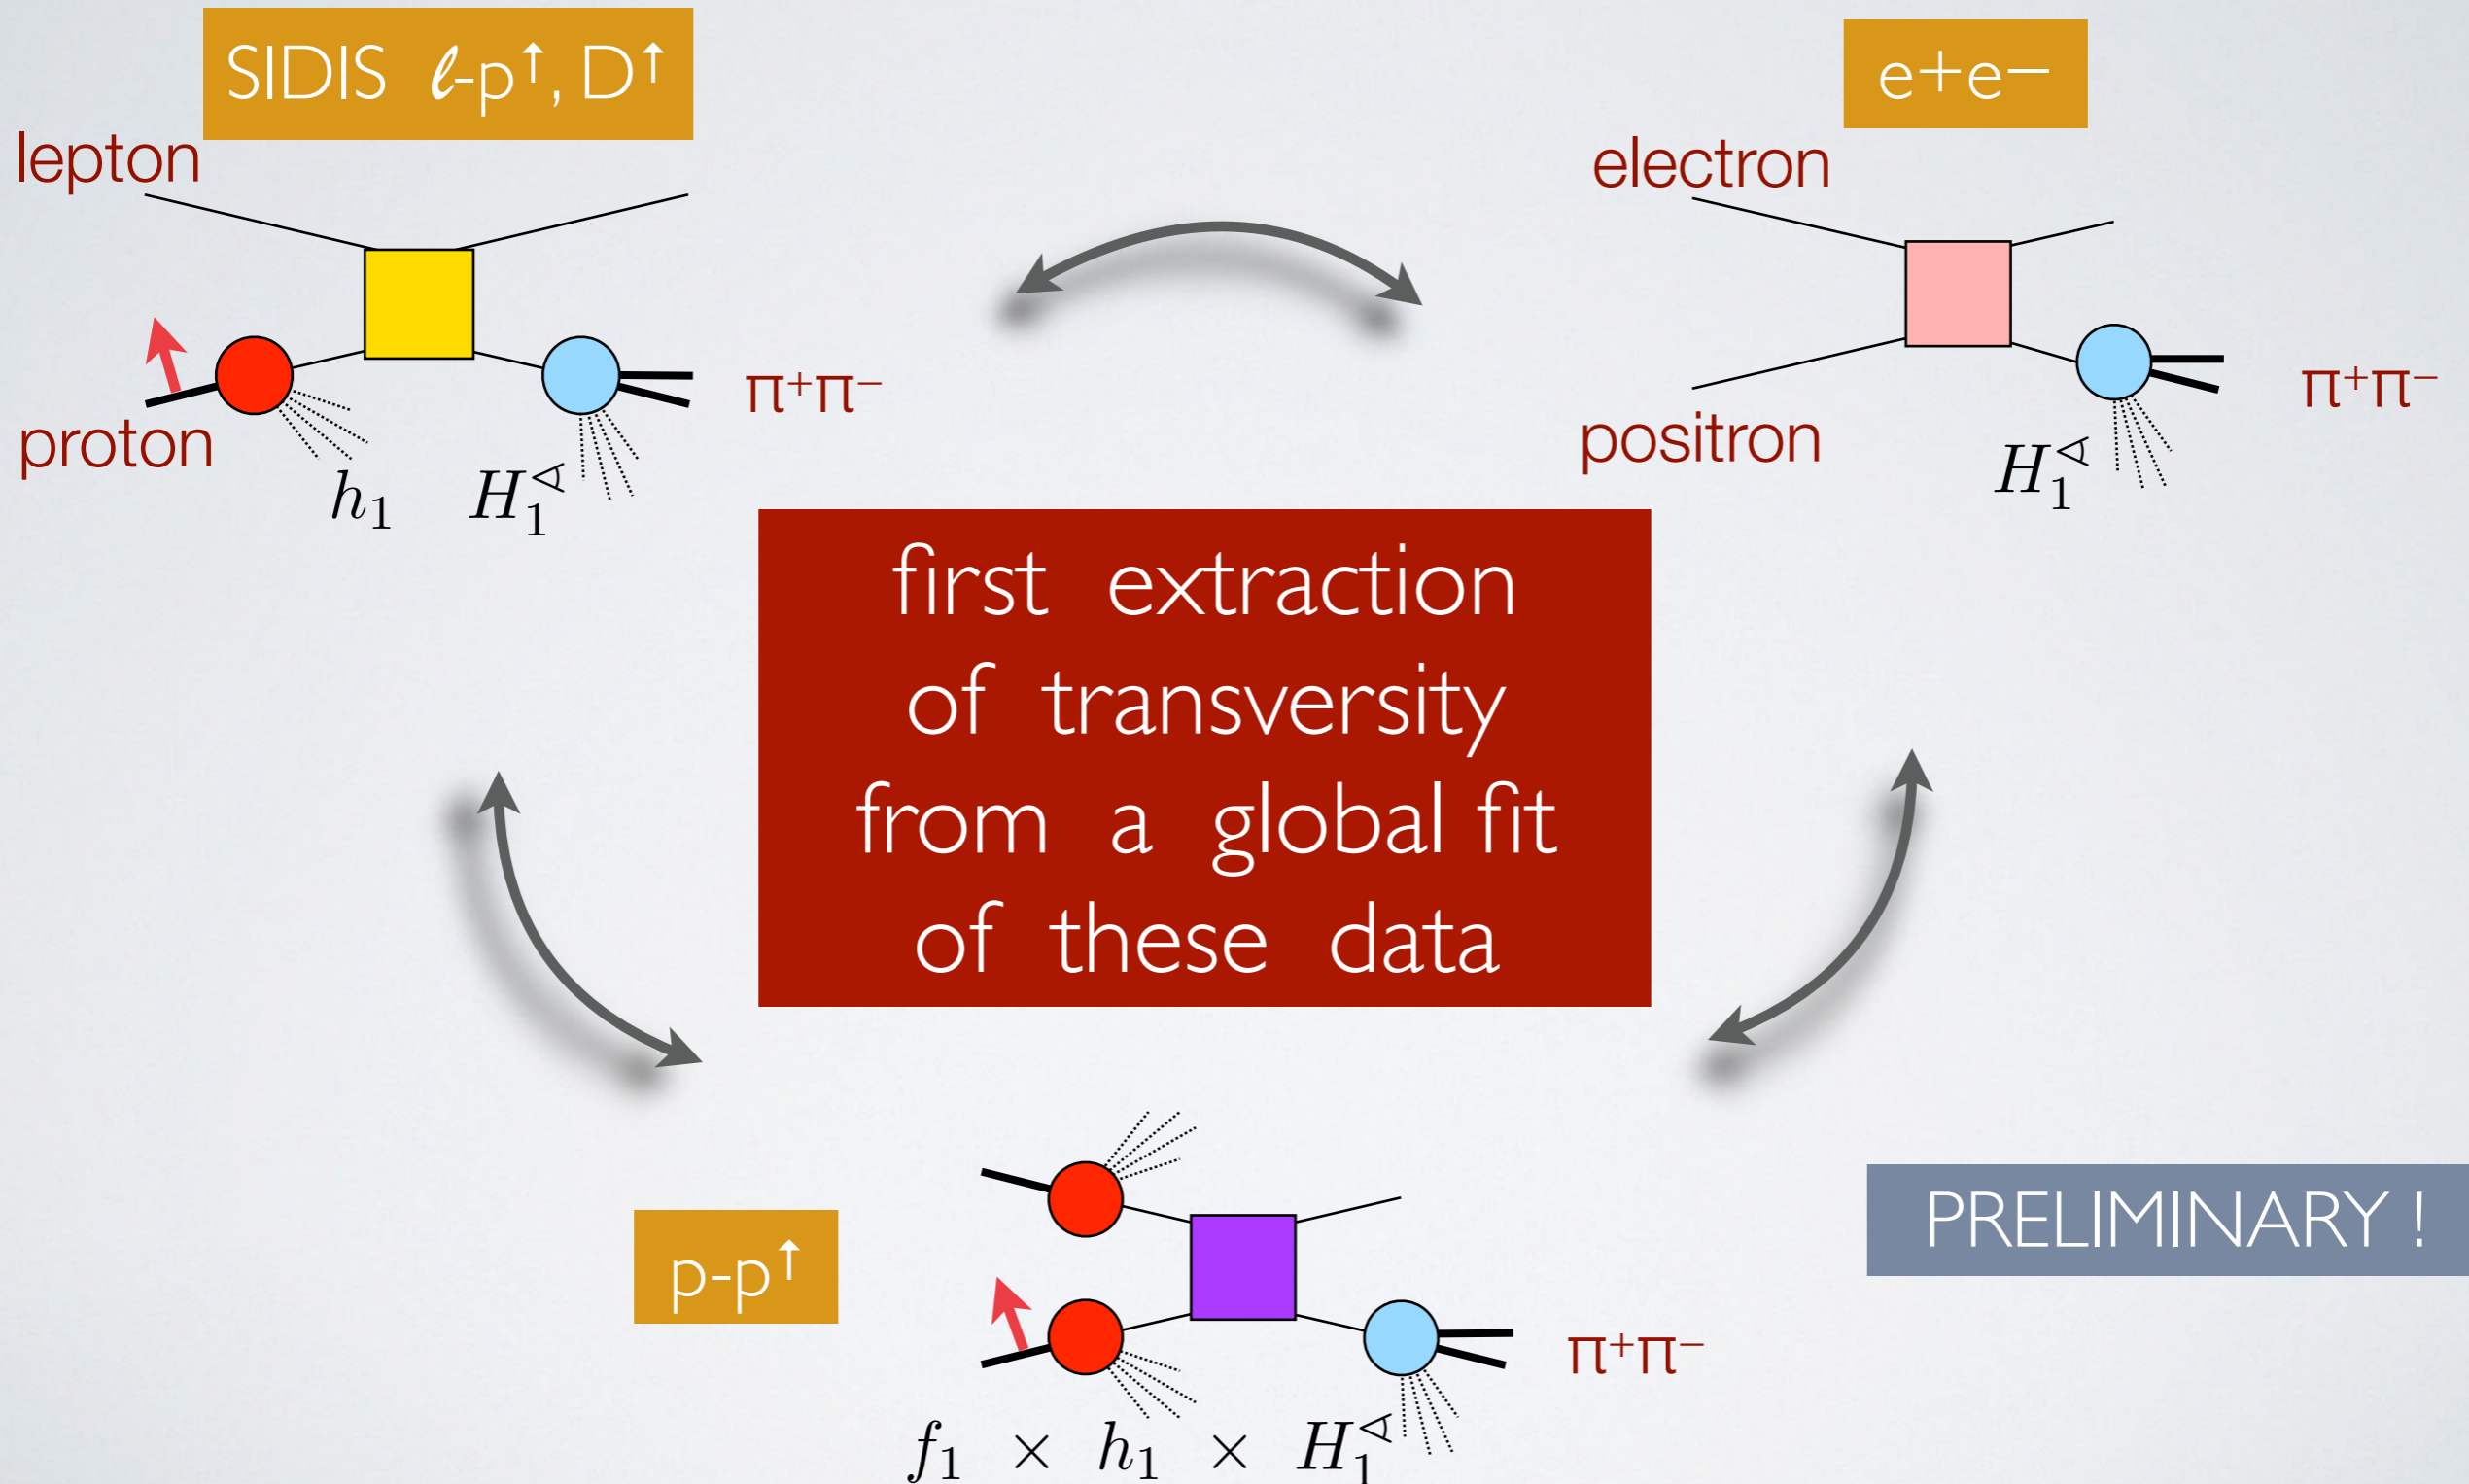 SIDIS ℓ-p↑, D↑
e+e−
lepton
electron
π⁺π⁻
π⁺π⁻
proton
positron
h₁ H₁∢
H₁∢
first extraction
of transversity
from a global fit
of these data
PRELIMINARY !
p-p↑
π⁺π⁻
f₁ × h₁ × H₁∢